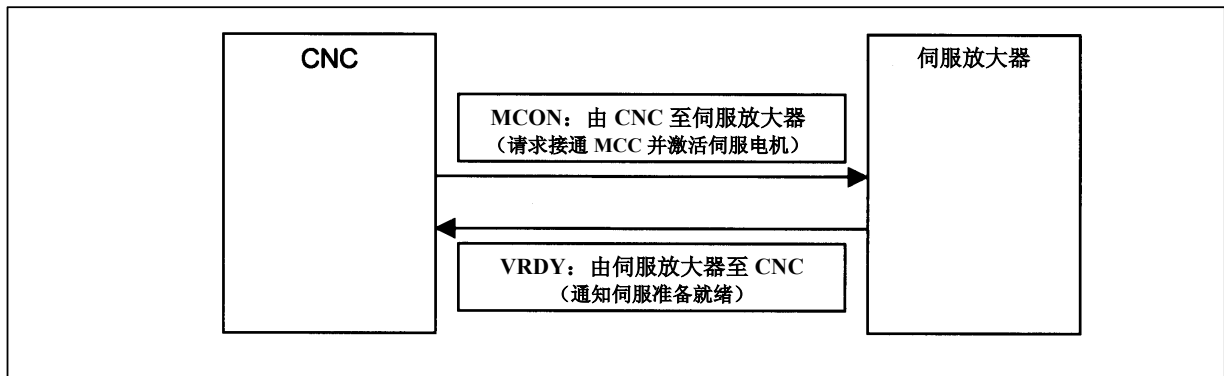 CNC
伺服放大器
MCON：由 CNC 至伺服放大器
（请求接通 MCC 并激活伺服电机）
VRDY：由伺服放大器至 CNC
（通知伺服准备就绪）